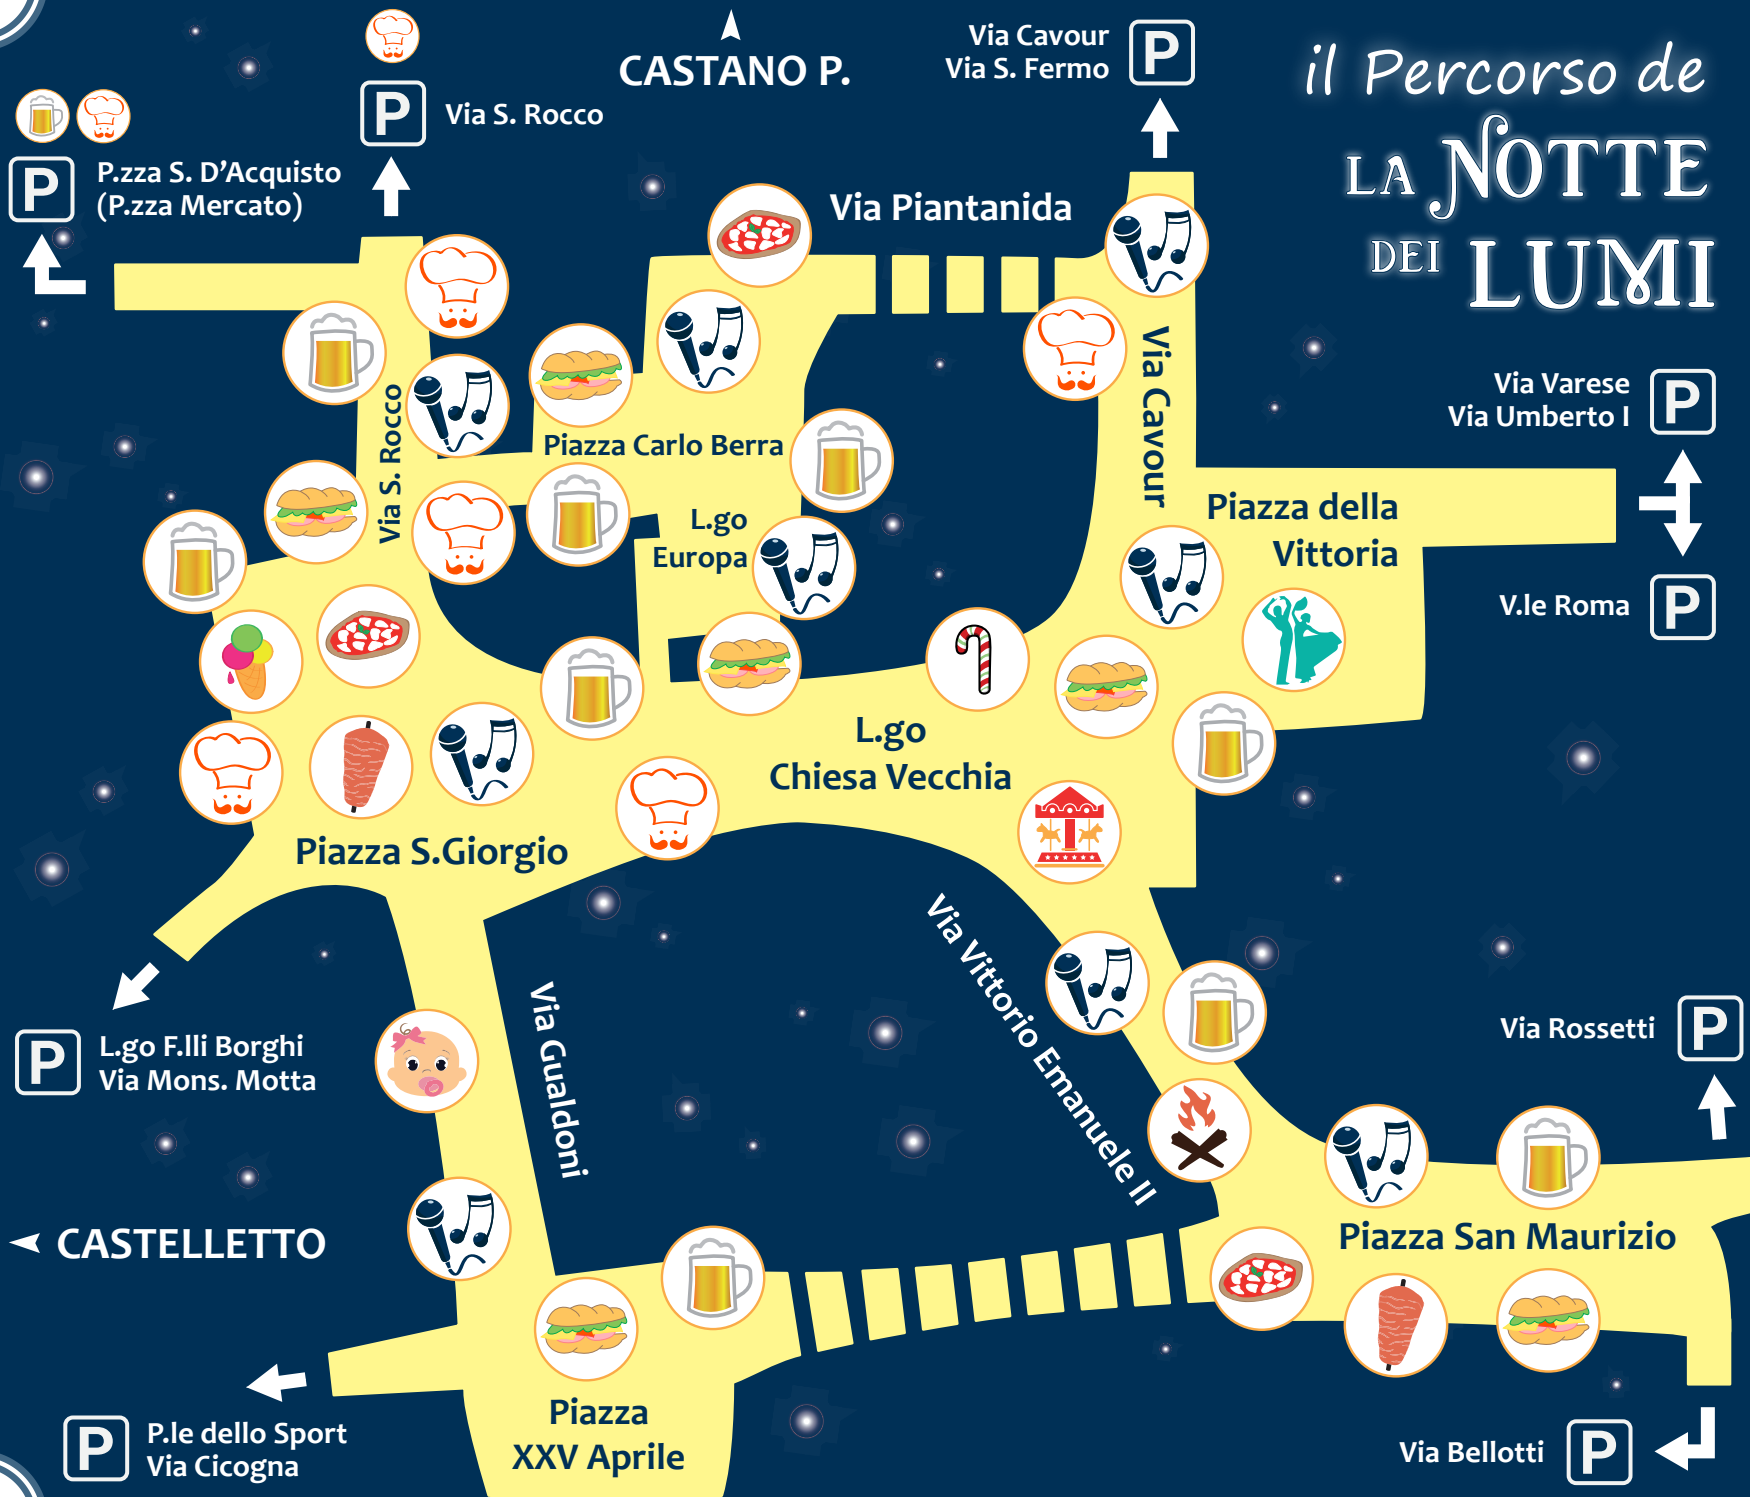 il Percorso de
LA NOTTE
DEI LUMI
CASTANO P.
Via Cavour
Via S. Fermo
P
P
Via S. Rocco
P
P.zza S. D'Acquisto
(P.zza Mercato)
Via Piantanida
Via S. Rocco
Piazza Carlo Berra
L.go
Europa
Via Cavour
Via Varese
Via Umberto I
P
Piazza della
Vittoria
V.le Roma
P
L.go
Chiesa Vecchia
Piazza S.Giorgio
Via Vittorio Emanuele II
Via Gualdoni
P
L.go F.lli Borghi
Via Mons. Motta
Via Rossetti
P
CASTELLETTO
Piazza San Maurizio
Piazza
XXV Aprile
P
P.le dello Sport
Via Cicogna
Via Bellotti
P